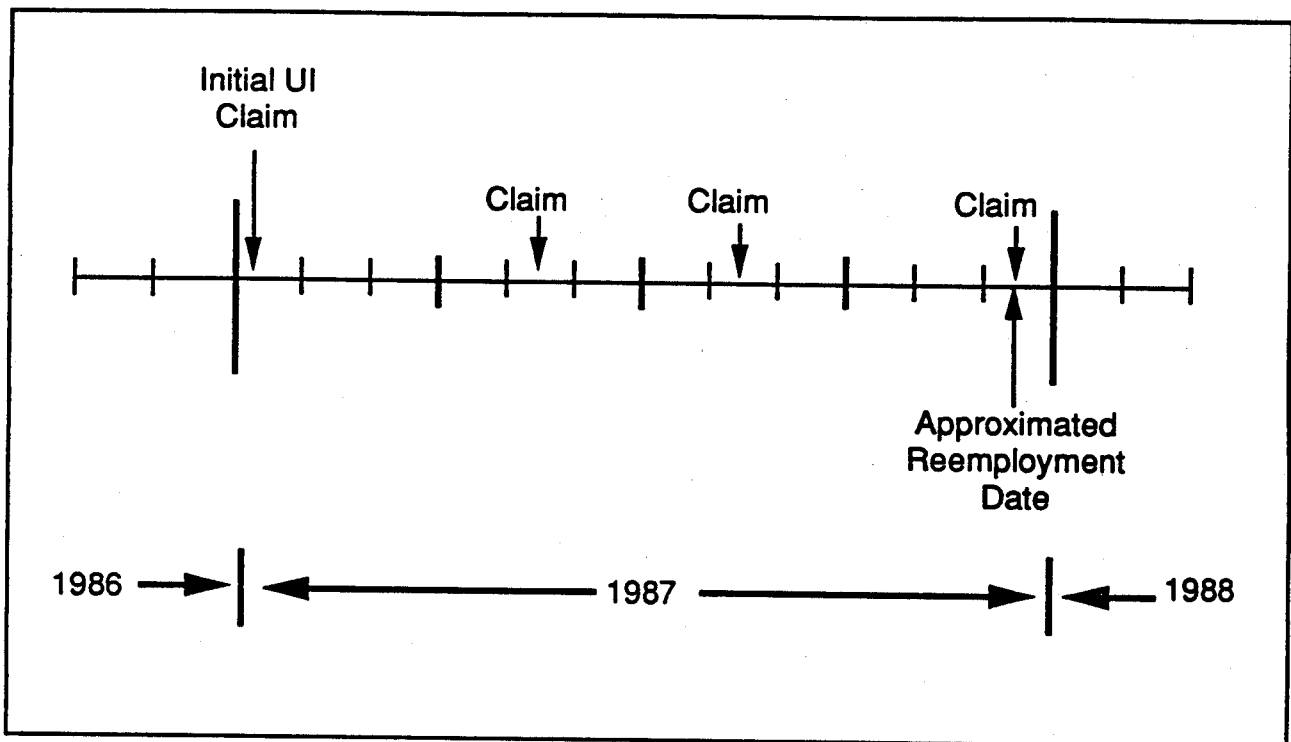 Initial UI
Claim
Claim
Claim
Claim
Approximated
Reemployment
Date
1986
1987
1988